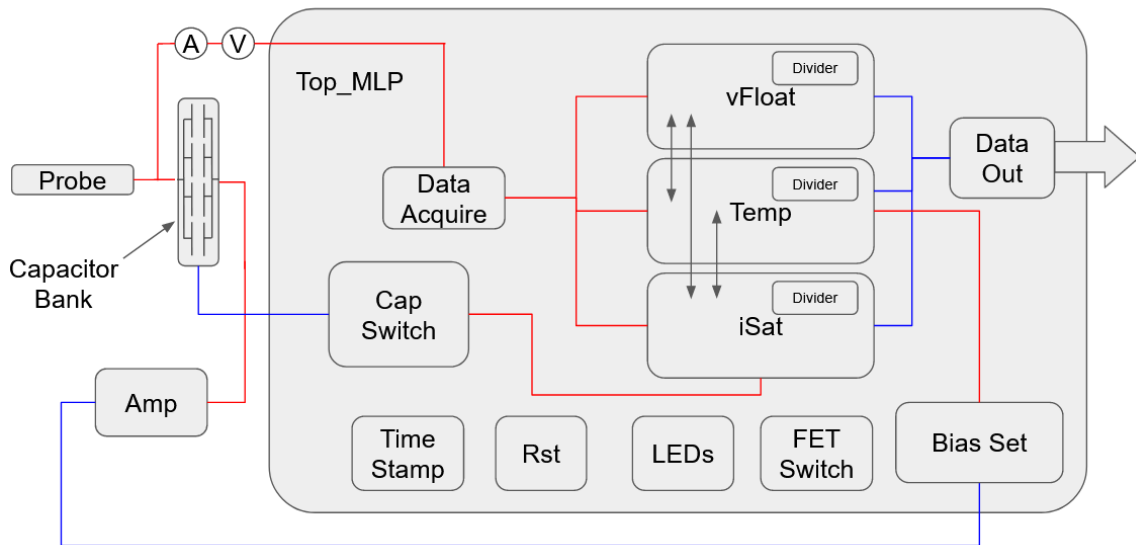 A
V
Top_MLP
Divider
vFloat
Data
Out
Probe
Data
Acquire
Divider
Temp
Capacitor
Bank
Cap
Switch
Divider
iSat
Amp
Time
Stamp
Rst
LEDs
FET
Switch
Bias Set